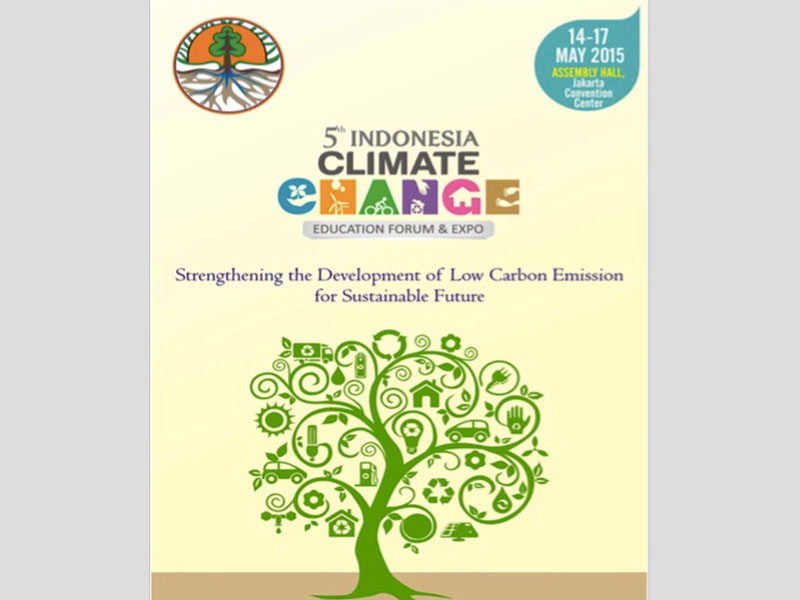 14-17
MAY 2015
ASSEMBLY HALL,
Jakarta
Convention
Center
5th INDONESIA
CLIMATE
CHANGE
EDUCATION FORUM & EXPO
Strengthening the Development of Low Carbon Emission
for Sustainable Future